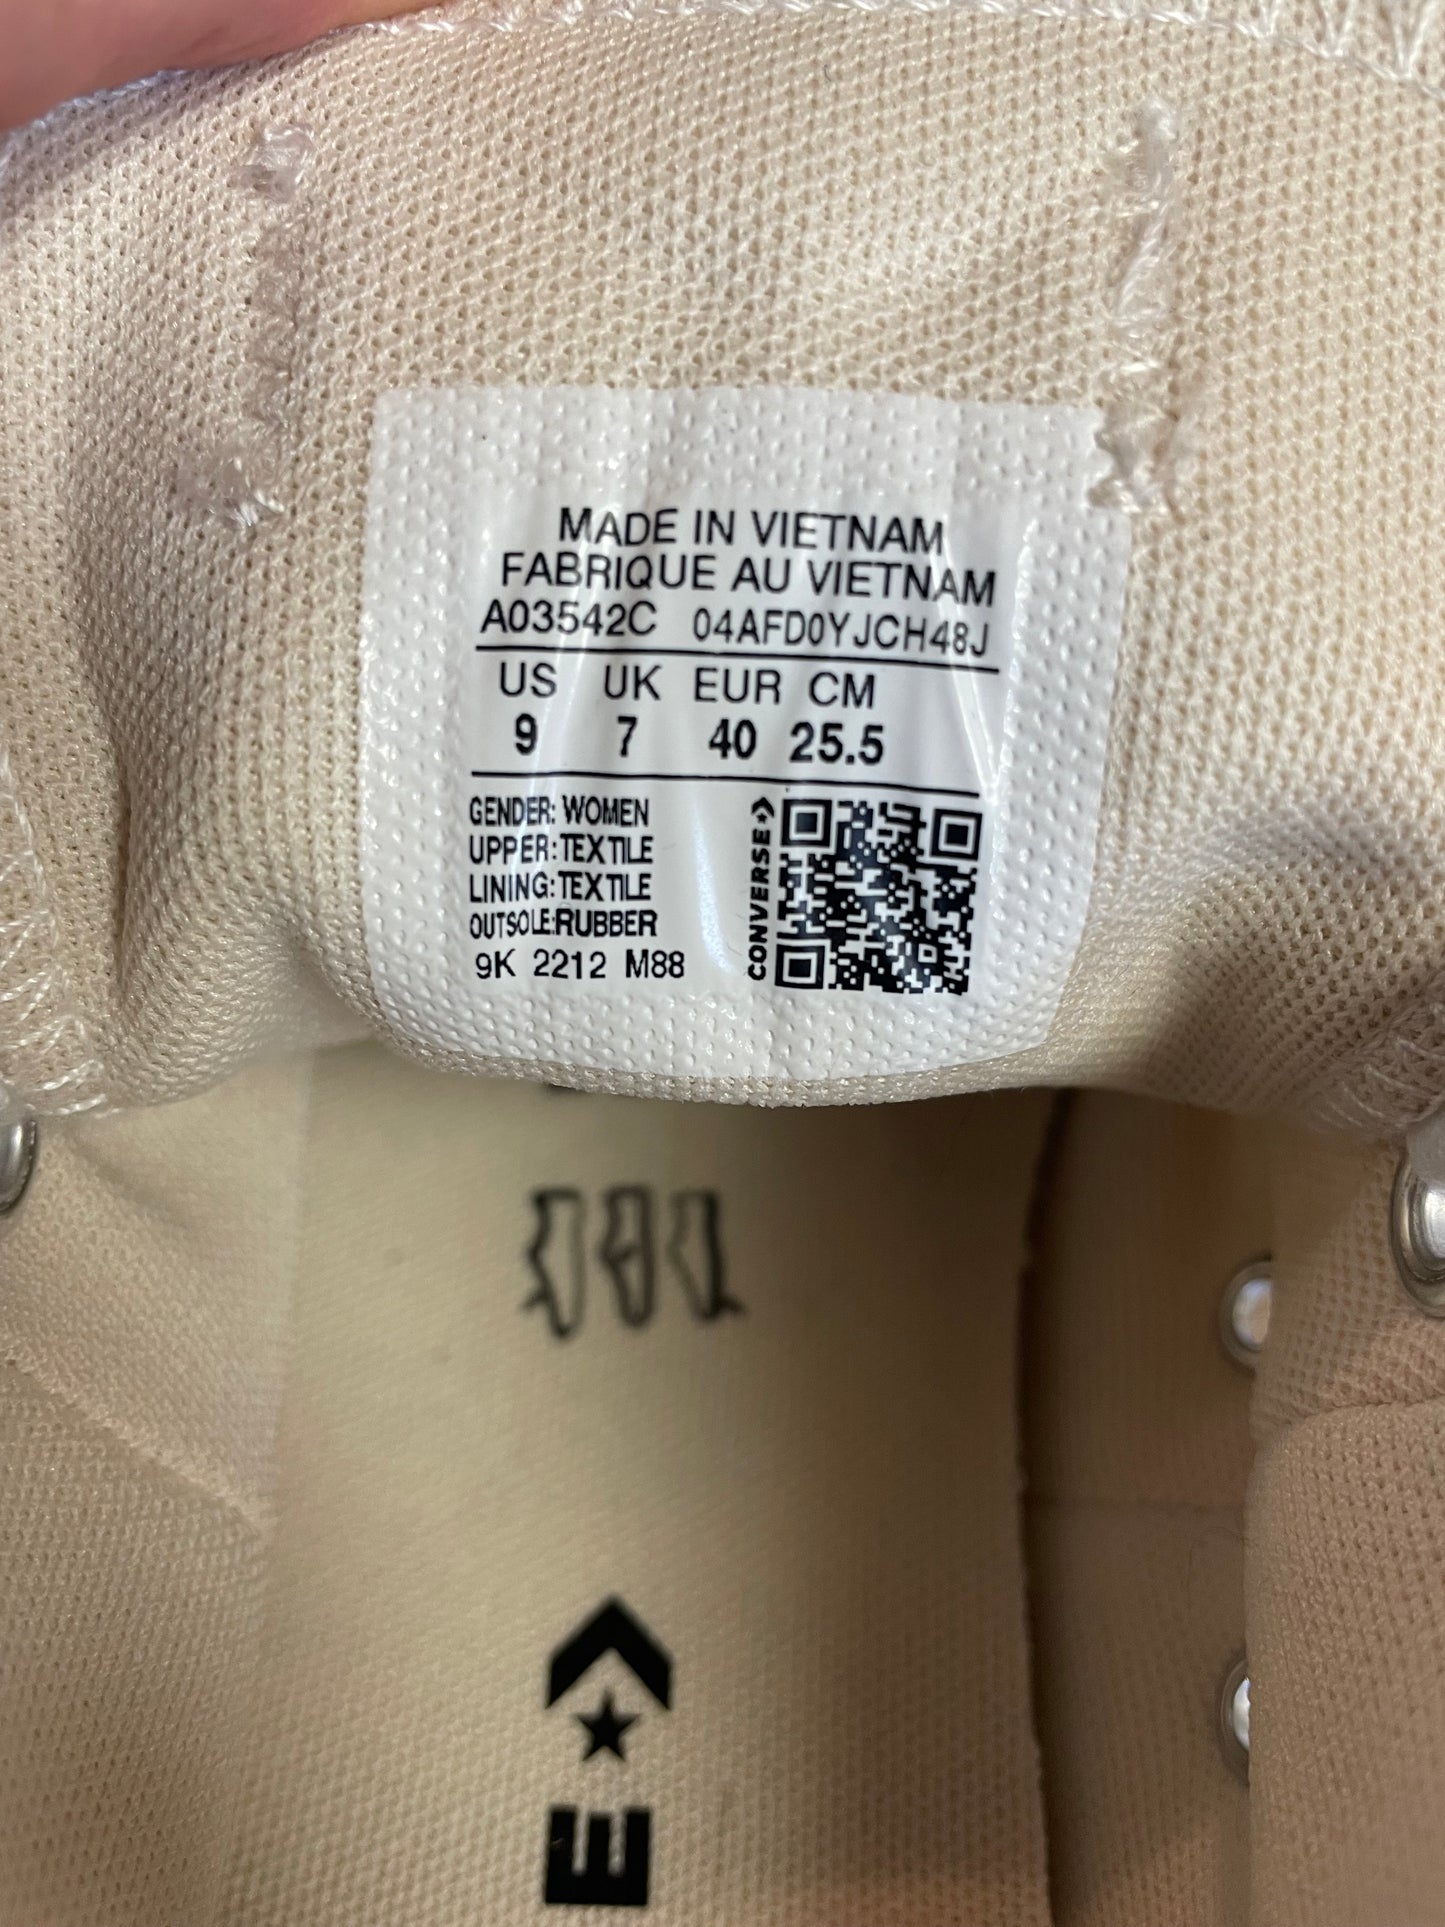 MADE IN VIETNAM
FABRIQUE AU VIETNAM
A03542C 04AFD0YJCH48J
US UK EUR CM
9 7 40 25.5
GENDER: WOMEN
UPPER:TEXTILE
LINING:TEXTILE
OUTSOLE:RUBBER
9K 2212 M88
CONVERSE
E